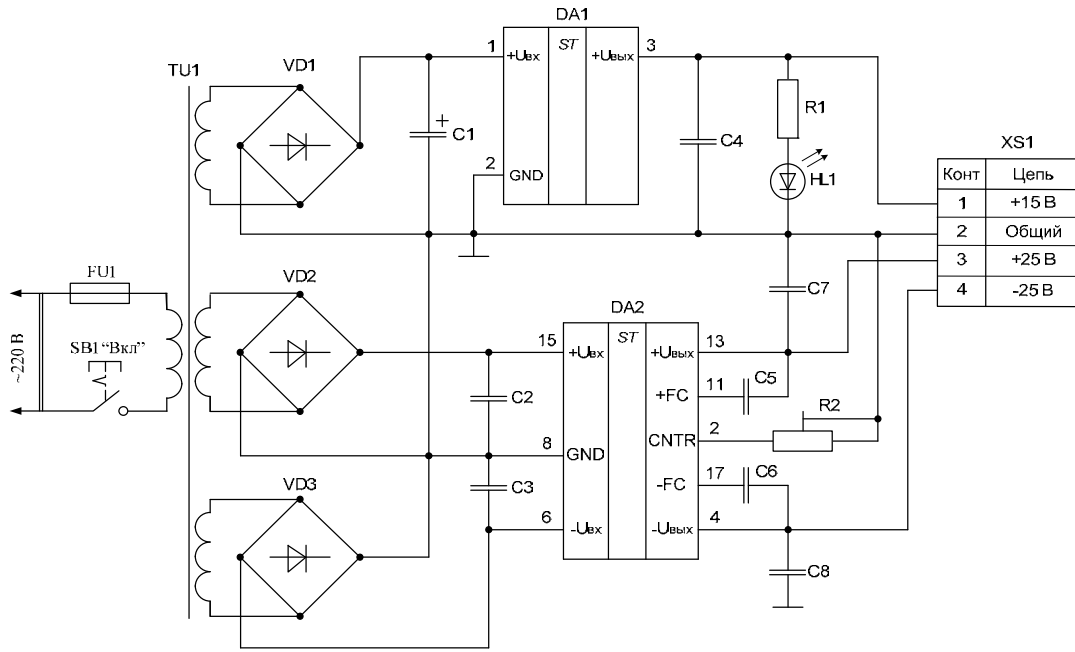 DA1
1
+Uвх
ST
+Uвых
3
TU1
VD1
C1
+
2
GND
C4
R1
HL1
XS1
Конт
Цепь
1
+15 В
2
Общий
3
+25 В
4
-25 В
FU1
~220 В
SB1 “Вкл”
VD2
C7
DA2
15
+Uвх
ST
+Uвых
13
C2
+FC
11
C5
CNTR
2
R2
8
GND
C3
-FC
17
C6
VD3
6
-Uвх
-Uвых
4
C8